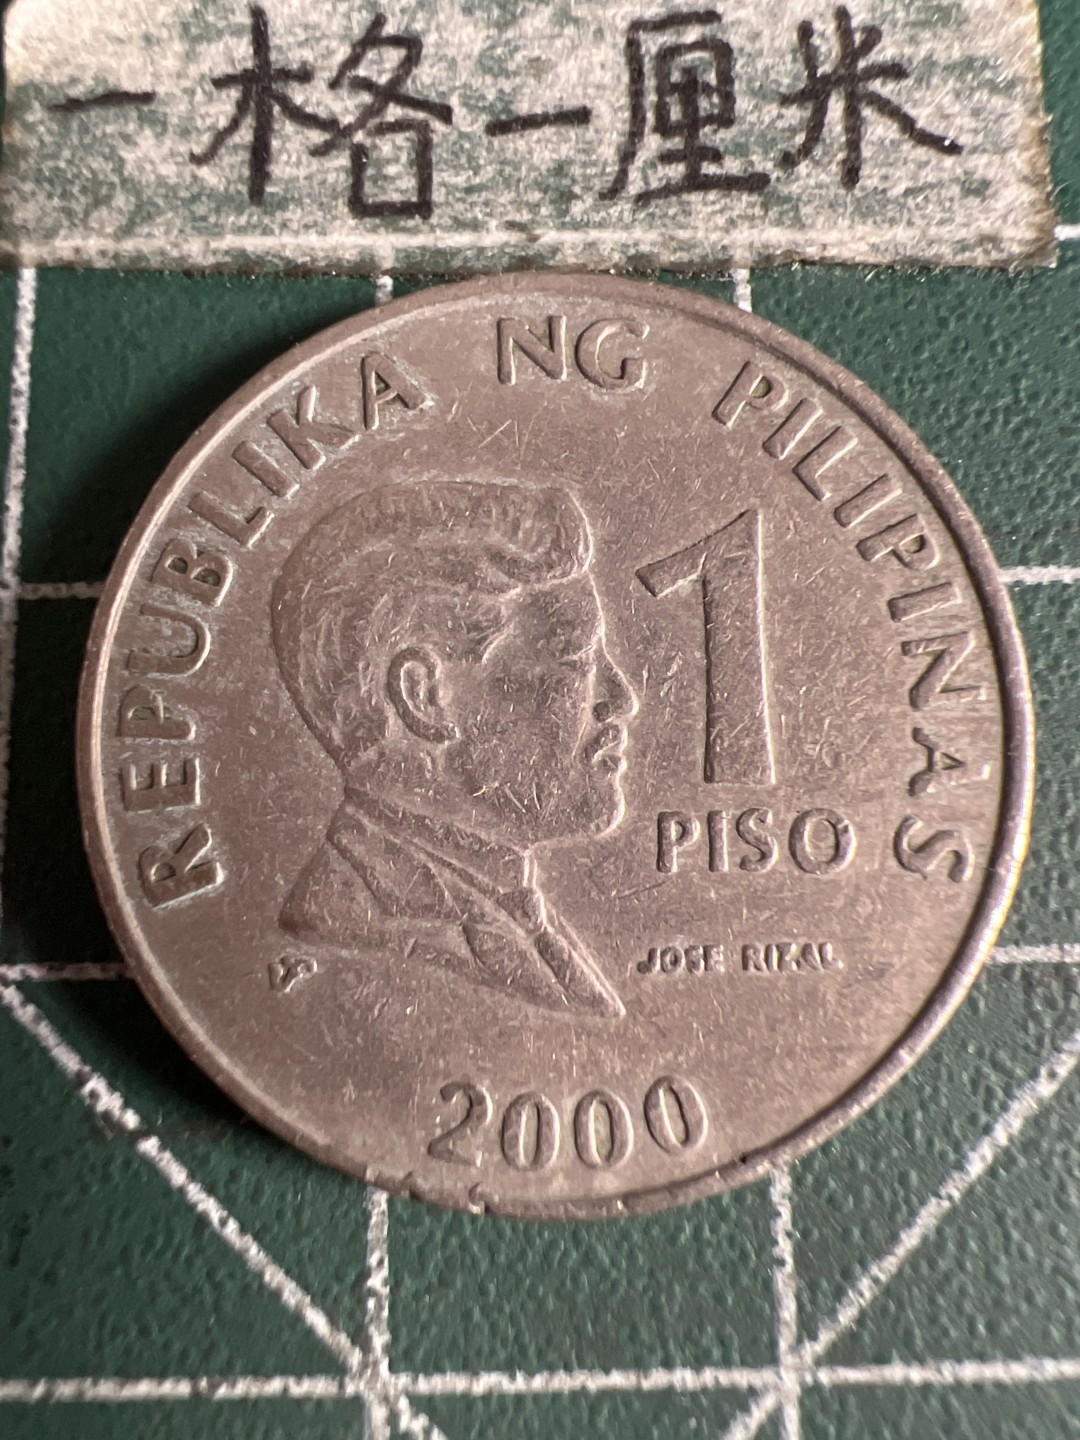 一格一厘米
REPUBLIKA NG PILIPINAS
1
PISO
JOSE RIZAL
2000